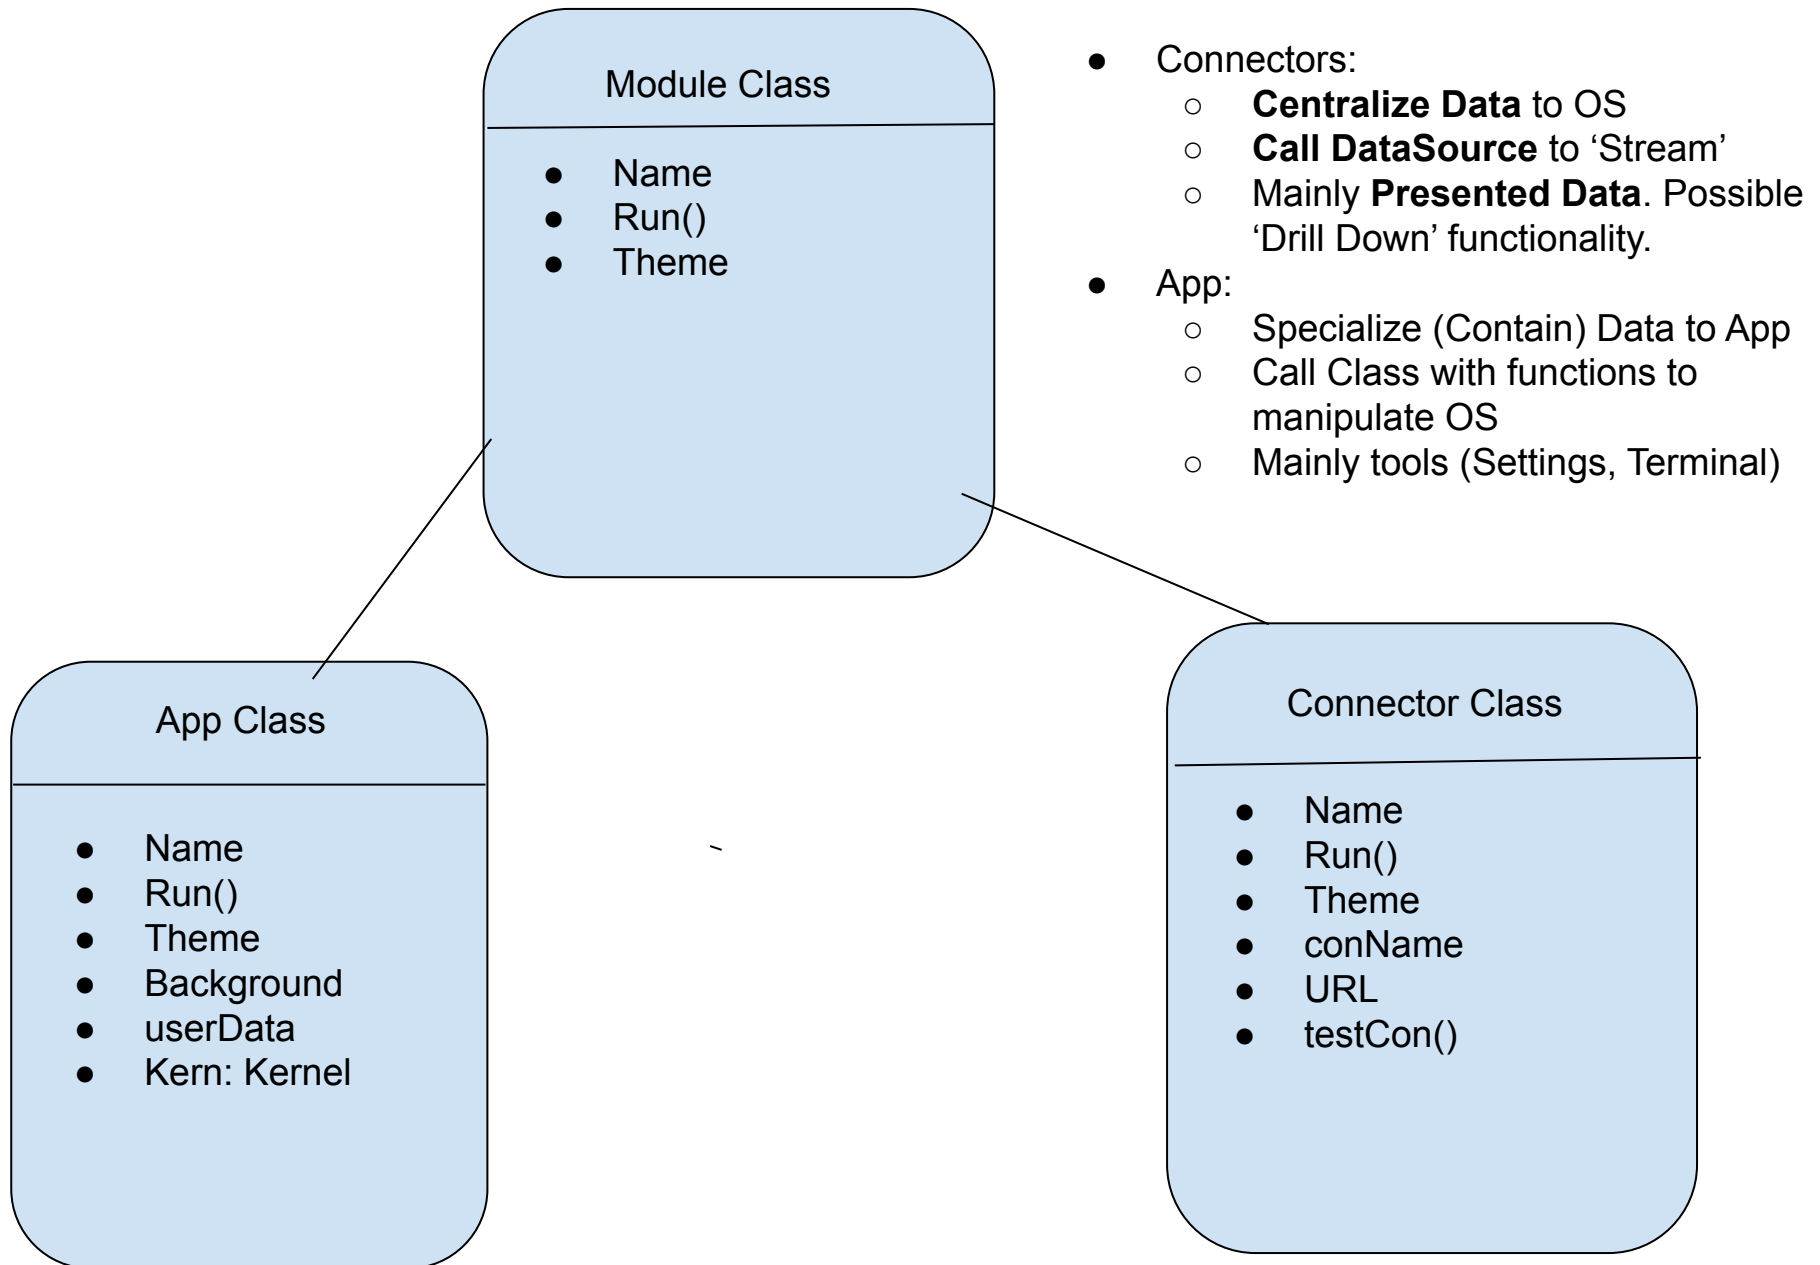 Module Class
● Name
● Run()
● Theme
● Connectors:
○ Centralize Data to OS
○ Call DataSource to ‘Stream’
○ Mainly Presented Data. Possible
‘Drill Down’ functionality.
● App:
○ Specialize (Contain) Data to App
○ Call Class with functions to
manipulate OS
○ Mainly tools (Settings, Terminal)
App Class
● Name
● Run()
● Theme
● Background
● userData
● Kern: Kernel
Connector Class
● Name
● Run()
● Theme
● conName
● URL
● testCon()